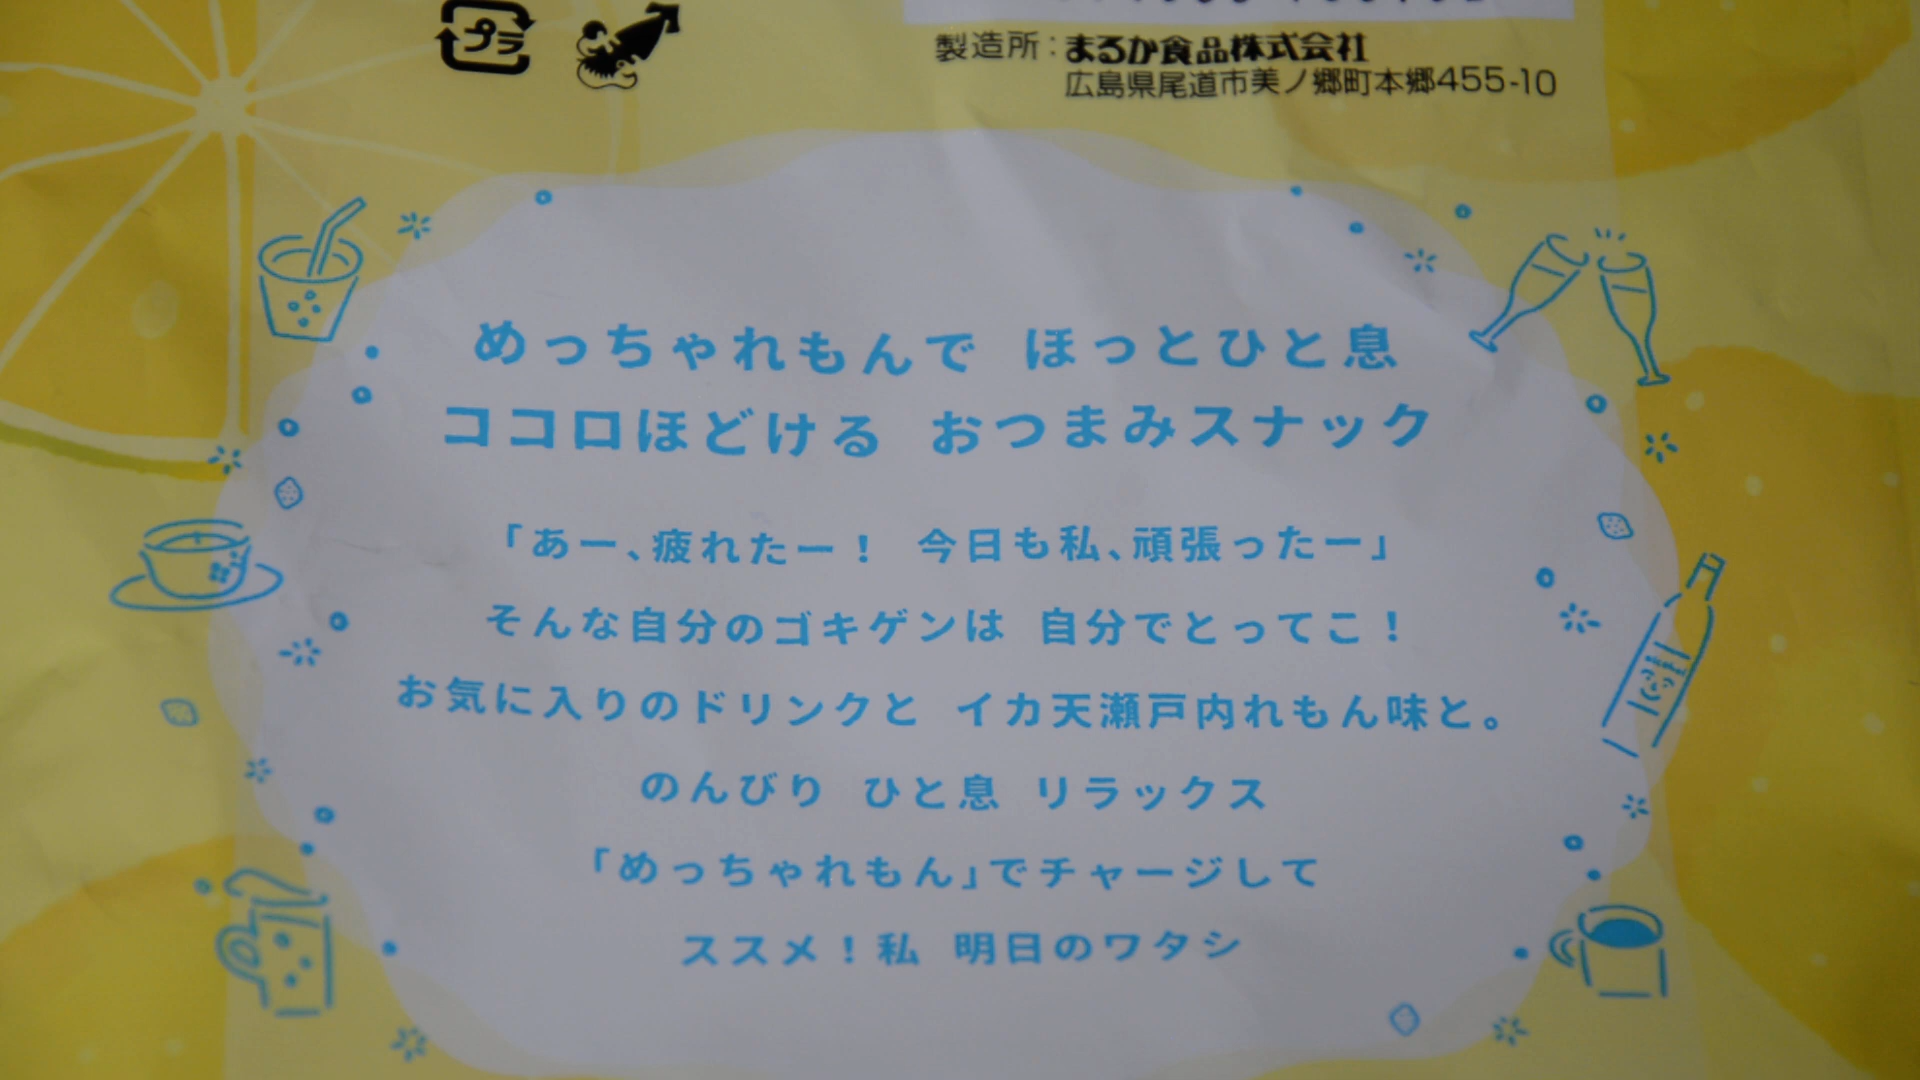 プラ
製造所：まるか食品株式会社
広島県尾道市美ノ郷町本郷455-10
めっちゃれもんで ほっとひと息
ココロほどける おつまみスナック
「あー、疲れたー！ 今日も私、頑張ったー」
そんな自分のゴキゲンは 自分でとってこ！
お気に入りのドリンクと イカ天瀬戸内れもん味と。
のんびり ひと息 リラックス
「めっちゃれもん」でチャージして
ススメ！私 明日のワタシ